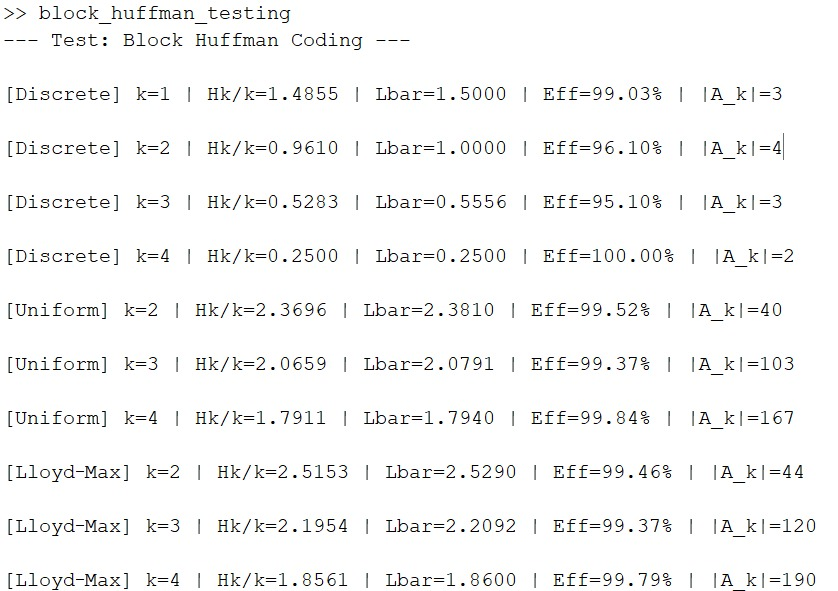 >> block_huffman_testing
--- Test: Block Huffman Coding ---
[Discrete] k=1 | Hk/k=1.4855 | Lbar=1.5000 | Eff=99.03% | |A_k|=3
[Discrete] k=2 | Hk/k=0.9610 | Lbar=1.0000 | Eff=96.10% | |A_k|=4
[Discrete] k=3 | Hk/k=0.5283 | Lbar=0.5556 | Eff=95.10% | |A_k|=3
[Discrete] k=4 | Hk/k=0.2500 | Lbar=0.2500 | Eff=100.00% | |A_k|=2
[Uniform] k=2 | Hk/k=2.3696 | Lbar=2.3810 | Eff=99.52% | |A_k|=40
[Uniform] k=3 | Hk/k=2.0659 | Lbar=2.0791 | Eff=99.37% | |A_k|=103
[Uniform] k=4 | Hk/k=1.7911 | Lbar=1.7940 | Eff=99.84% | |A_k|=167
[Lloyd-Max] k=2 | Hk/k=2.5153 | Lbar=2.5290 | Eff=99.46% | |A_k|=44
[Lloyd-Max] k=3 | Hk/k=2.1954 | Lbar=2.2092 | Eff=99.37% | |A_k|=120
[Lloyd-Max] k=4 | Hk/k=1.8561 | Lbar=1.8600 | Eff=99.79% | |A_k|=190